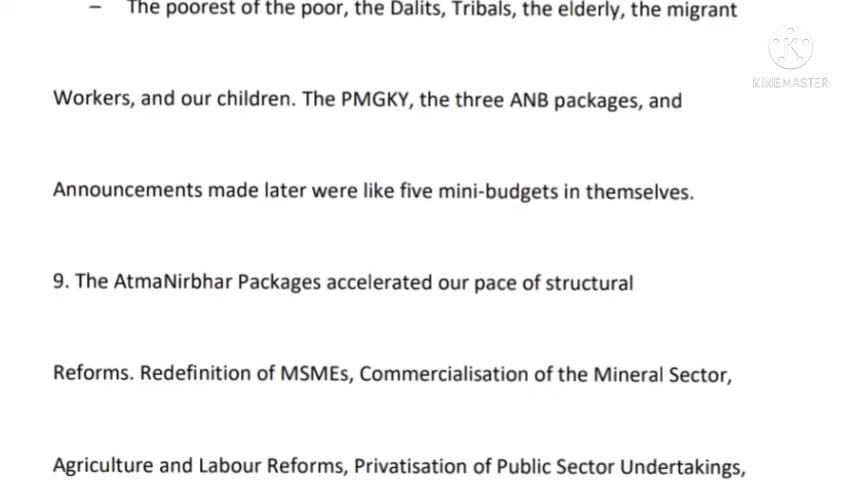 – The poorest of the poor, the Dalits, Tribals, the elderly, the migrant
KINEMASTER
Workers, and our children. The PMGKY, the three ANB packages, and
Announcements made later were like five mini-budgets in themselves.
9. The AtmaNirbhar Packages accelerated our pace of structural
Reforms. Redefinition of MSMEs, Commercialisation of the Mineral Sector,
Agriculture and Labour Reforms, Privatisation of Public Sector Undertakings,